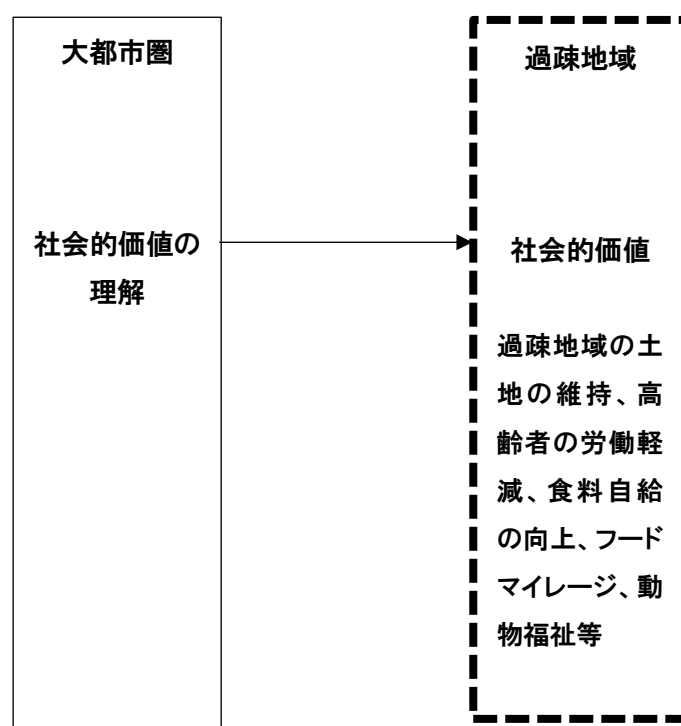 大都市圏
社会的価値の
理解
過疎地域
社会的価値
過疎地域の土
地の維持、高
齢者の労働軽
減、食料自給
の向上、フード
マイレージ、動
物福祉等